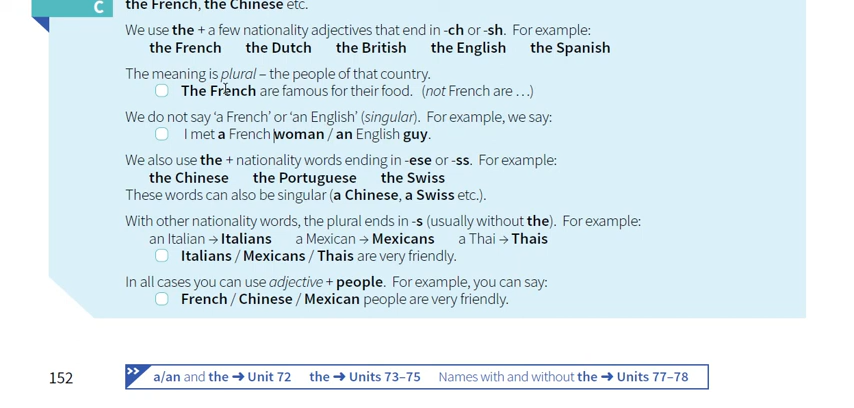 the French, the Chinese etc.
C
We use the + a few nationality adjectives that end in -ch or -sh. For example:
the French the Dutch the British the English the Spanish
The meaning is plural – the people of that country.
The French are famous for their food. (not French are …)
We do not say ‘a French’ or ‘an English’ (singular). For example, we say:
I met a French woman / an English guy.
We also use the + nationality words ending in -ese or -ss. For example:
the Chinese the Portuguese the Swiss
These words can also be singular (a Chinese, a Swiss etc.).
With other nationality words, the plural ends in -s (usually without the). For example:
an Italian → Italians a Mexican → Mexicans a Thai → Thais
Italians / Mexicans / Thais are very friendly.
In all cases you can use adjective + people. For example, you can say:
French / Chinese / Mexican people are very friendly.
152
a/an and the ➜ Unit 72 the ➜ Units 73–75 Names with and without the ➜ Units 77–78